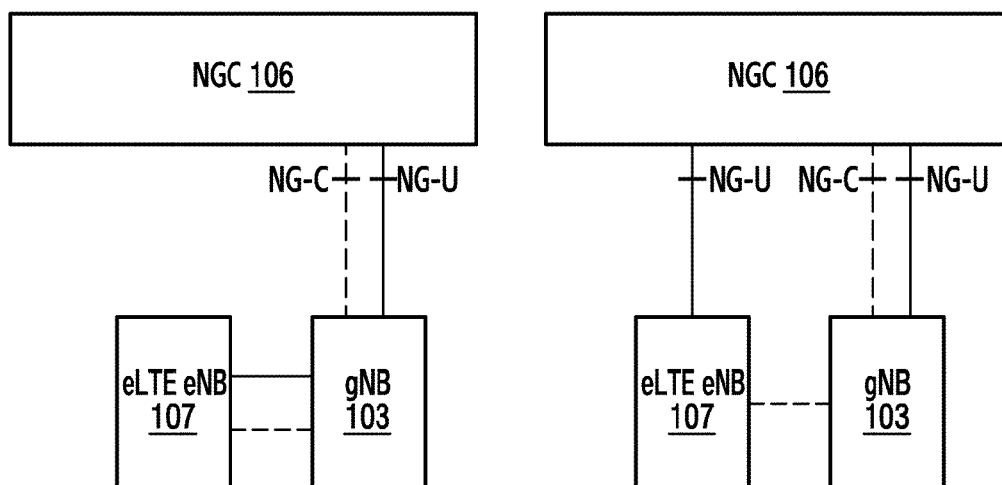 NGC 106
NG-C
NG-U
eLTE eNB
107
gNB
103
NGC 106
NG-U
NG-C
NG-U
eLTE eNB
107
gNB
103